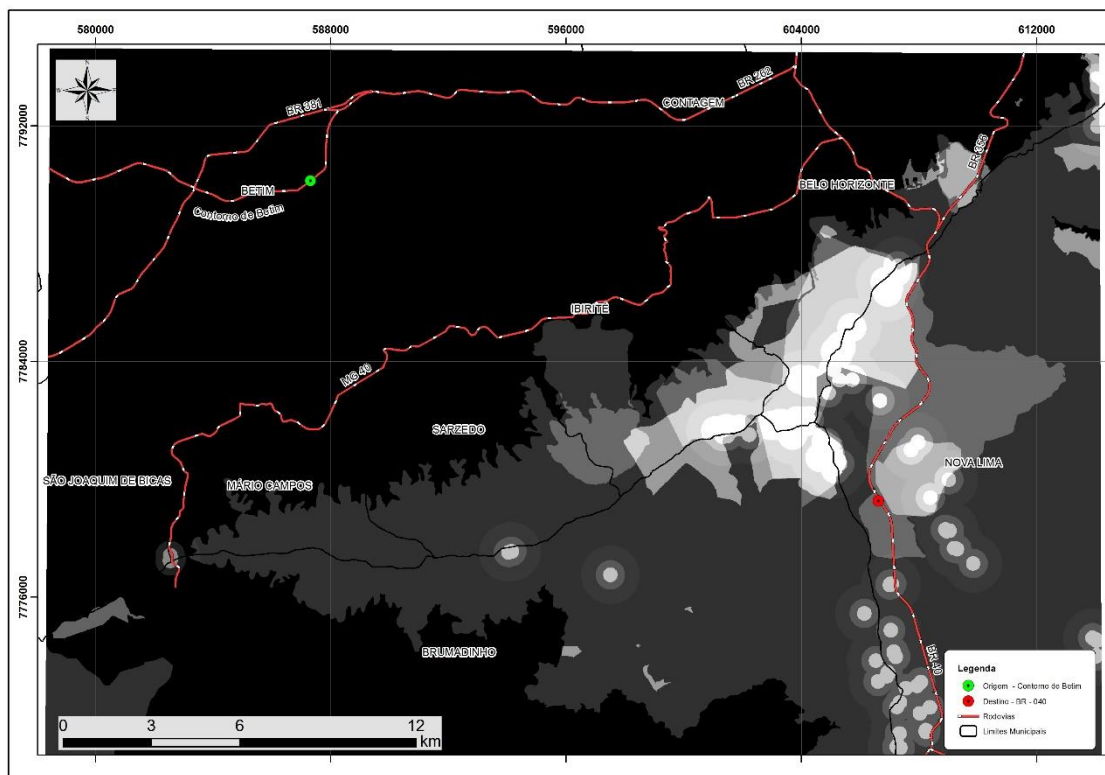 580000
588000
596000
604000
612000
7792000
7784000
7776000
N
BR 381
BR 262
CONTAGEM
BR 356
BETIM
Contorno de Betim
BELO HORIZONTE
IBIRITE
MG 40
SARZEDO
NOVA LIMA
SÃO JOAQUIM DE BICAS
MÁRIO CAMPOS
BRUMADINHO
BR 40
0 3 6 12
km
Legenda
Origem - Contorno de Betim
Destino - BR - 040
Rodovias
Limites Municipais